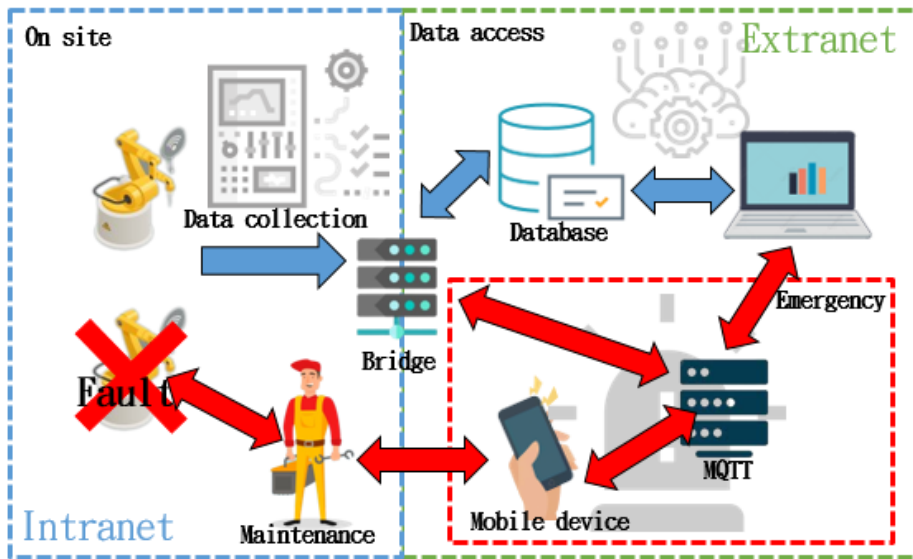 On site
Data access
Extranet
Data collection
Database
Emergency
Bridge
Fault
MQTT
Intranet
Maintenance
Mobile device